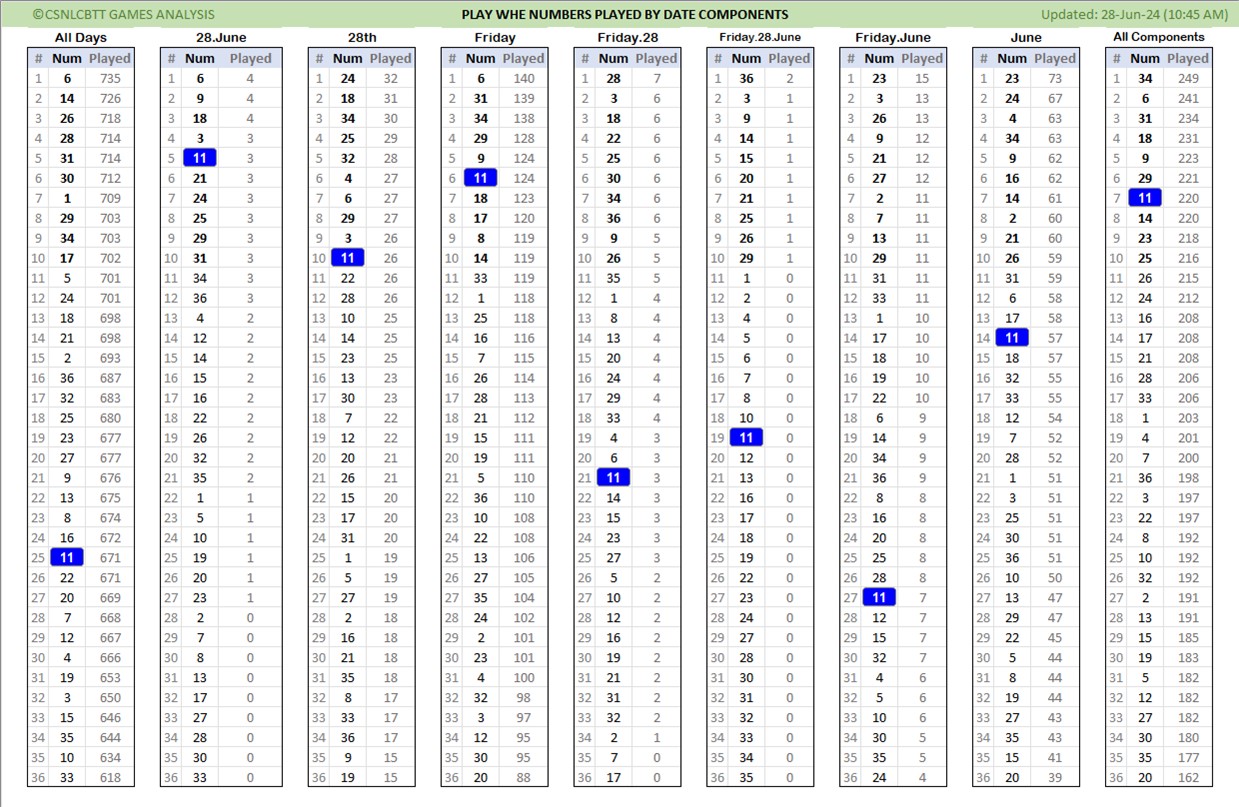 ©CSNLCBTT GAMES ANALYSIS PLAY WHE NUMBERS PLAYED BY DATE COMPONENTS Updated: 28-Jun-24 (10:45 AM)
All Days 28.June 28th Friday Friday.28 Friday.28.June Friday.June June All Components
# Num Played # Num Played # Num Played # Num Played # Num Played # Num Played # Num Played # Num Played # Num Played
1 6 735 1 6 4 1 24 32 1 6 140 1 28 7 1 36 2 1 23 15 1 23 73 1 34 249
2 14 726 2 9 4 2 18 31 2 31 139 2 3 6 2 3 1 2 3 13 2 24 67 2 6 241
3 26 718 3 18 4 3 34 30 3 34 138 3 18 6 3 9 1 3 26 13 3 4 63 3 31 234
4 28 714 4 3 3 4 25 29 4 29 128 4 22 6 4 14 1 4 9 12 4 34 63 4 18 231
5 31 714 5 11 3 5 32 28 5 9 124 5 25 6 5 15 1 5 21 12 5 9 62 5 9 223
6 30 712 6 21 3 6 4 27 6 11 124 6 30 6 6 20 1 6 27 12 6 16 62 6 29 221
7 1 709 7 24 3 7 6 27 7 18 123 7 34 6 7 21 1 7 2 11 7 14 61 7 11 220
8 29 703 8 25 3 8 29 27 8 17 120 8 36 6 8 25 1 8 7 11 8 2 60 8 14 220
9 34 703 9 29 3 9 3 26 9 8 119 9 9 5 9 26 1 9 13 11 9 21 60 9 23 218
10 17 702 10 31 3 10 11 26 10 14 119 10 26 5 10 29 1 10 29 11 10 26 59 10 25 216
11 5 701 11 34 3 11 22 26 11 33 119 11 35 5 11 1 0 11 31 11 11 31 59 11 26 215
12 24 701 12 36 3 12 28 26 12 1 118 12 1 4 12 2 0 12 33 11 12 6 58 12 24 212
13 18 698 13 4 2 13 10 25 13 25 118 13 8 4 13 4 0 13 1 10 13 17 58 13 16 208
14 21 698 14 12 2 14 14 25 14 16 116 14 13 4 14 5 0 14 17 10 14 11 57 14 17 208
15 2 693 15 14 2 15 23 25 15 7 115 15 20 4 15 6 0 15 18 10 15 18 57 15 21 208
16 36 687 16 15 2 16 13 23 16 26 114 16 24 4 16 7 0 16 19 10 16 32 55 16 28 206
17 32 683 17 16 2 17 30 23 17 28 113 17 29 4 17 8 0 17 22 10 17 33 55 17 33 206
18 25 680 18 22 2 18 7 22 18 21 112 18 33 4 18 10 0 18 6 9 18 12 54 18 1 203
19 23 677 19 26 2 19 12 22 19 15 111 19 4 3 19 11 0 19 14 9 19 7 52 19 4 201
20 27 677 20 32 2 20 20 21 20 19 111 20 6 3 20 12 0 20 34 9 20 28 52 20 7 200
21 9 676 21 35 2 21 26 21 21 5 110 21 11 3 21 13 0 21 36 9 21 1 51 21 36 198
22 13 675 22 1 1 22 15 20 22 36 110 22 14 3 22 16 0 22 8 8 22 3 51 22 3 197
23 8 674 23 5 1 23 17 20 23 10 108 23 15 3 23 17 0 23 16 8 23 25 51 23 22 197
24 16 672 24 10 1 24 31 20 24 22 108 24 23 3 24 18 0 24 20 8 24 30 51 24 8 192
25 11 671 25 19 1 25 1 19 25 13 106 25 27 3 25 19 0 25 25 8 25 36 51 25 10 192
26 22 671 26 20 1 26 5 19 26 27 105 26 5 2 26 22 0 26 28 8 26 10 50 26 32 192
27 20 669 27 23 1 27 27 19 27 35 104 27 10 2 27 23 0 27 11 7 27 13 47 27 2 191
28 7 668 28 2 0 28 2 18 28 24 102 28 12 2 28 24 0 28 12 7 28 29 47 28 13 191
29 12 667 29 7 0 29 16 18 29 2 101 29 16 2 29 27 0 29 15 7 29 22 45 29 15 185
30 4 666 30 8 0 30 21 18 30 23 101 30 19 2 30 28 0 30 32 7 30 5 44 30 19 183
31 19 653 31 13 0 31 35 18 31 4 100 31 21 2 31 30 0 31 4 6 31 8 44 31 5 182
32 3 650 32 17 0 32 8 17 32 32 98 32 31 2 32 31 0 32 5 6 32 19 44 32 12 182
33 15 646 33 27 0 33 33 17 33 3 97 33 32 2 33 32 0 33 10 6 33 27 43 33 27 182
34 35 644 34 28 0 34 36 17 34 12 95 34 2 1 34 33 0 34 30 5 34 35 43 34 30 180
35 10 634 35 30 0 35 9 15 35 30 95 35 7 0 35 34 0 35 35 5 35 15 41 35 35 177
36 33 618 36 33 0 36 19 15 36 20 88 36 17 0 36 35 0 36 24 4 36 20 39 36 20 162